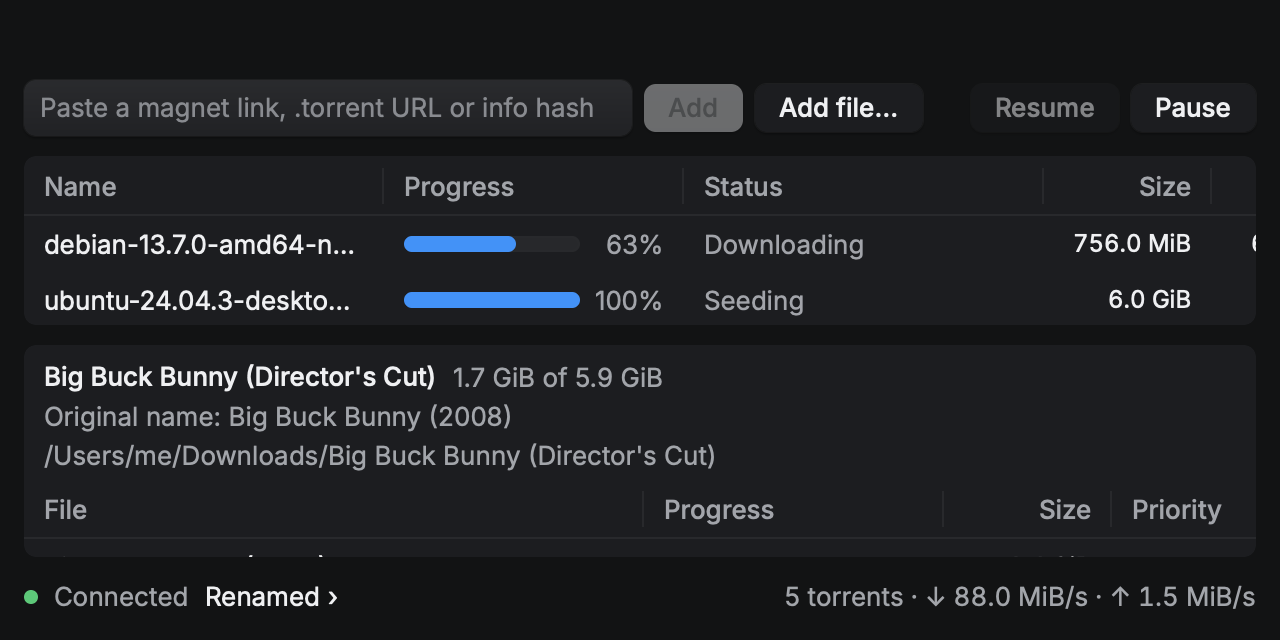 Paste a magnet link, .torrent URL or info hash Add Add file... Resume Pause
Name Progress Status Size
debian-13.7.0-amd64-n... 63% Downloading 756.0 MiB
ubuntu-24.04.3-deskto... 100% Seeding 6.0 GiB
Big Buck Bunny (Director's Cut) 1.7 GiB of 5.9 GiB
Original name: Big Buck Bunny (2008)
/Users/me/Downloads/Big Buck Bunny (Director's Cut)
File Progress Size Priority
Connected Renamed › 5 torrents · ↓ 88.0 MiB/s · ↑ 1.5 MiB/s